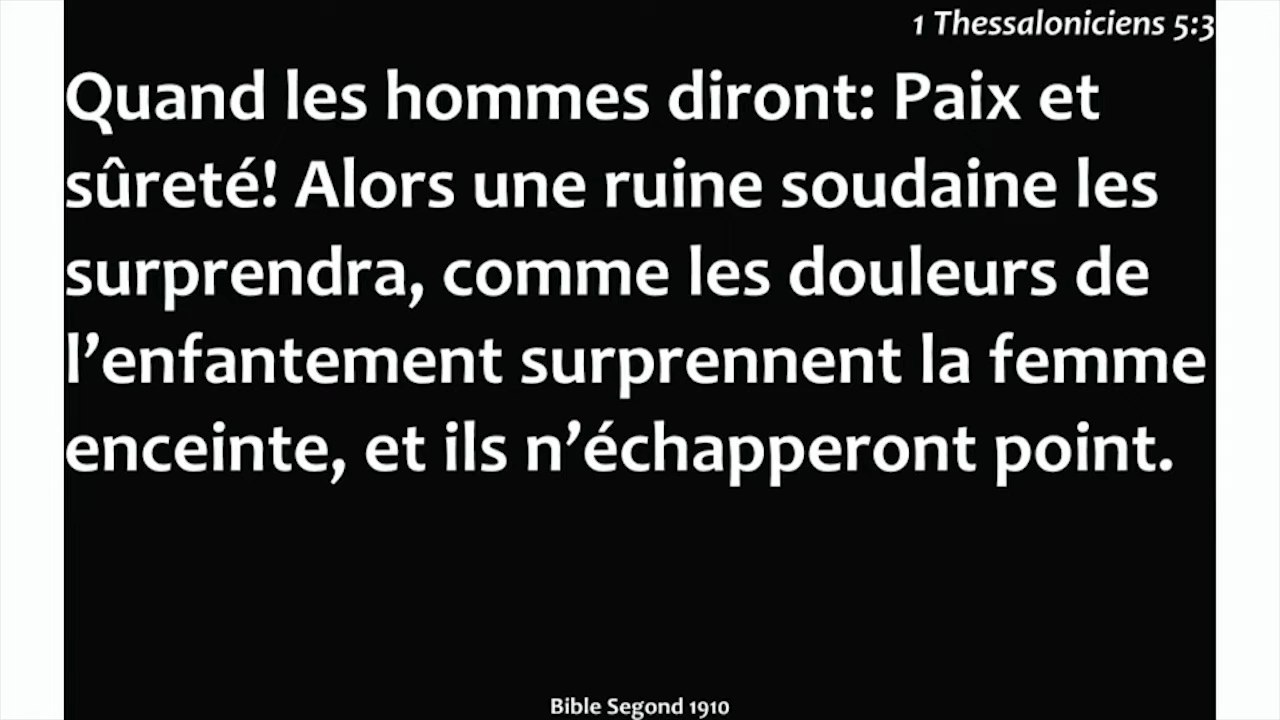 1 Thessaloniciens 5:3
Quand les hommes diront: Paix et
sûreté! Alors une ruine soudaine les
surprendra, comme les douleurs de
l’enfantement surprennent la femme
enceinte, et ils n’échapperont point.
Bible Segond 1910